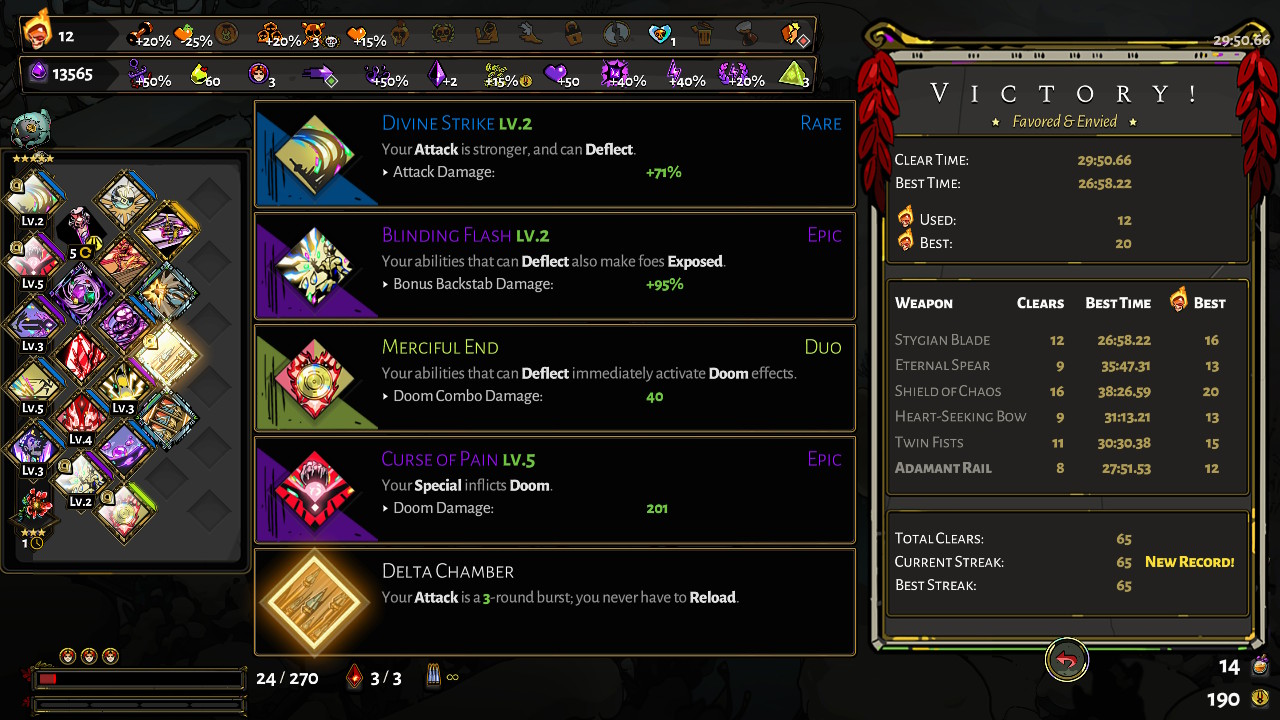 12
+20%
-25%
+20%
3
+15%
1
29:50.66
13565
+50%
60
3
+50%
+2
+15%
+50
+40%
+40%
+20%
3
VICTORY!
Favored & Envied
CLEAR TIME: 29:50.66
BEST TIME: 26:58.22
USED: 12
BEST: 20
WEAPON CLEARS BEST TIME BEST
STYGIAN BLADE 12 26:58.22 16
ETERNAL SPEAR 9 35:47.31 13
SHIELD OF CHAOS 16 38:26.59 20
HEART-SEEKING BOW 9 31:13.21 13
TWIN FISTS 11 30:30.38 15
ADAMANT RAIL 8 27:51.53 12
TOTAL CLEARS: 65
CURRENT STREAK: 65 NEW RECORD!
BEST STREAK: 65
DIVINE STRIKE LV.2 RARE
Your Attack is stronger, and can Deflect.
Attack Damage: +71%
BLINDING FLASH LV.2 EPIC
Your abilities that can Deflect also make foes Exposed.
Bonus Backstab Damage: +95%
MERCIFUL END DUO
Your abilities that can Deflect immediately activate Doom effects.
Doom Combo Damage: 40
CURSE OF PAIN LV.5 EPIC
Your Special inflicts Doom.
Doom Damage: 201
DELTA CHAMBER
Your Attack is a 3-round burst; you never have to Reload.
Lv.2
5
Lv.5
Lv.3
Lv.5
Lv.3
Lv.4
Lv.3
Lv.2
1
24 / 270
3 / 3
∞
14
190